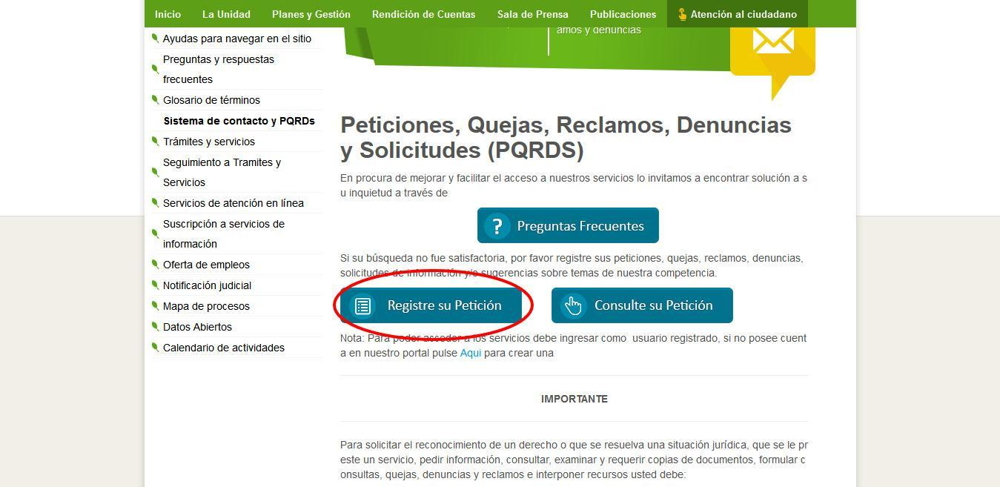 Inicio La Unidad Planes y Gestión Rendición de Cuentas Sala de Prensa Publicaciones Atención al ciudadano
amos y denuncias
Ayudas para navegar en el sitio
Preguntas y respuestas
frecuentes
Glosario de términos
Sistema de contacto y PQRDs
Trámites y servicios
Seguimiento a Tramites y
Servicios
Servicios de atención en línea
Suscripción a servicios de
información
Oferta de empleos
Notificación judicial
Mapa de procesos
Datos Abiertos
Calendario de actividades
Peticiones, Quejas, Reclamos, Denuncias
y Solicitudes (PQRDS)
En procura de mejorar y facilitar el acceso a nuestros servicios lo invitamos a encontrar solución a s
u inquietud a través de
? Preguntas Frecuentes
Si su búsqueda no fue satisfactoria, por favor registre sus peticiones, quejas, reclamos, denuncias,
solicitudes de información y/o sugerencias sobre temas de nuestra competencia.
Registre su Petición Consulte su Petición
Nota: Para poder acceder a los servicios debe ingresar como usuario registrado, si no posee cuent
a en nuestro portal pulse Aqui para crear una
IMPORTANTE
Para solicitar el reconocimiento de un derecho o que se resuelva una situación jurídica, que se le pr
este un servicio, pedir información, consultar, examinar y requerir copias de documentos, formular c
onsultas, quejas, denuncias y reclamos e interponer recursos usted debe: